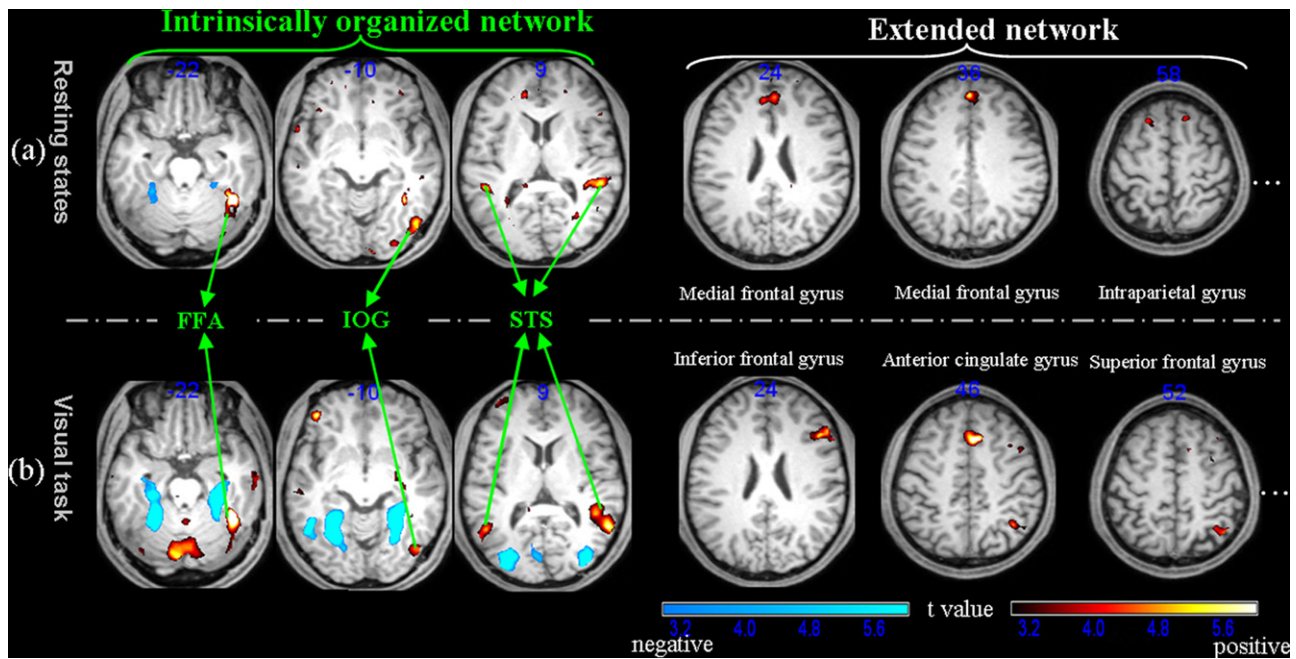 Intrinsically organized network
Extended network
Resting states
(a)
-22
-10
9
24
36
58
...
Medial frontal gyrus
Medial frontal gyrus
Intraparietal gyrus
FFA
IOG
STS
Inferior frontal gyrus
Anterior cingulate gyrus
Superior frontal gyrus
Visual task
(b)
-22
-10
9
24
46
52
...
t value
3.2 4.0 4.8 5.6
3.2 4.0 4.8 5.6
negative
positive